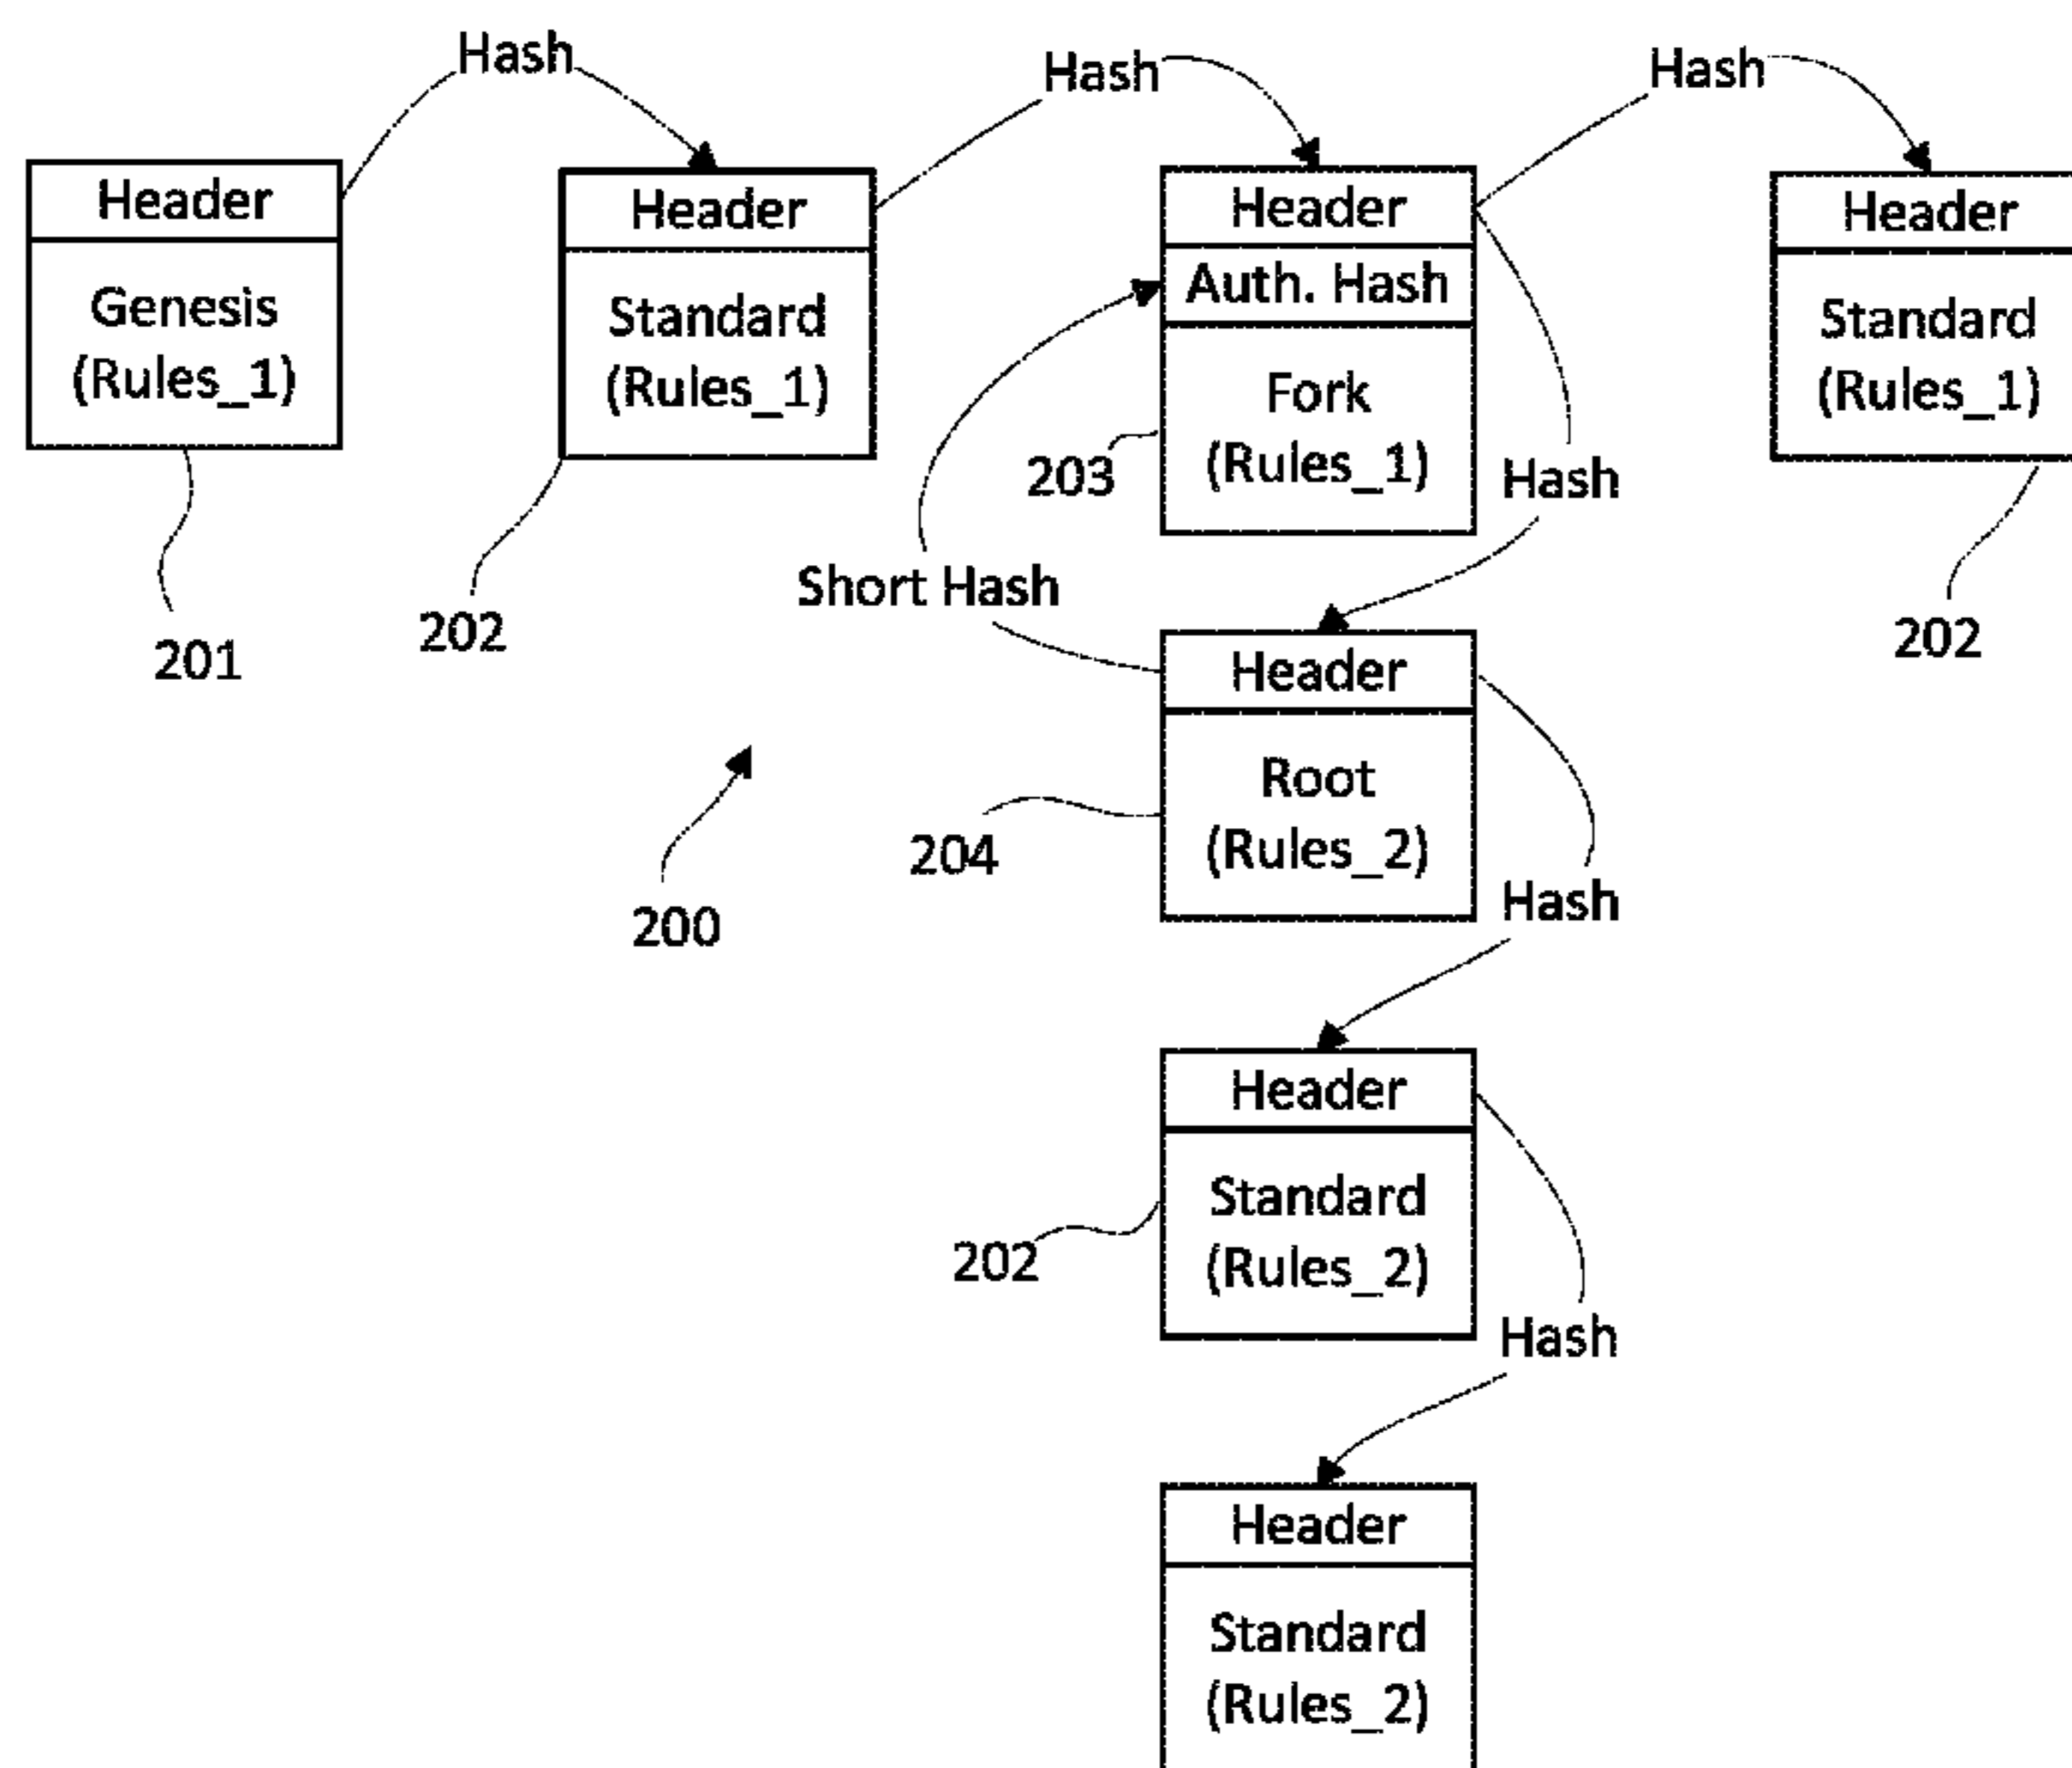 Hash
Hash
Hash
Header
Genesis
(Rules_1)
201
Header
Standard
(Rules_1)
202
Header
Auth. Hash
Fork
(Rules_1)
203
Hash
Header
Standard
(Rules_1)
202
Short Hash
Header
Root
(Rules_2)
204
200
Hash
Header
Standard
(Rules_2)
202
Hash
Header
Standard
(Rules_2)